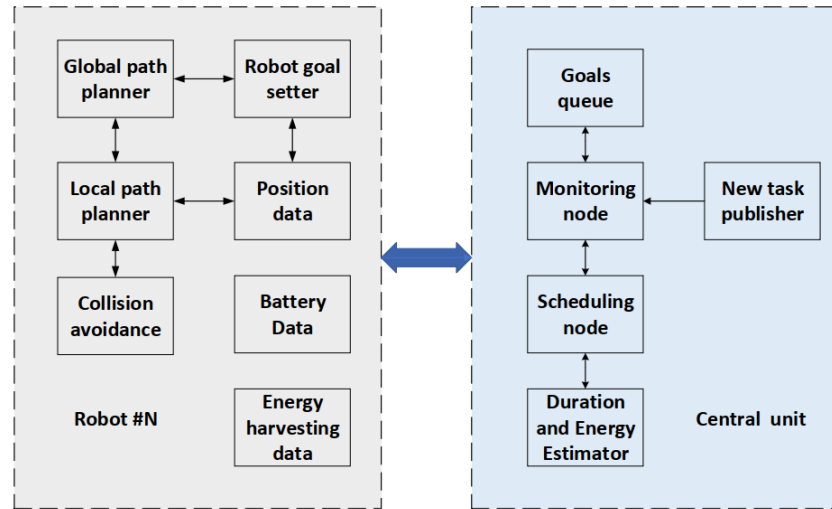 Global path
planner
Robot goal
setter
Local path
planner
Position
data
Collision
avoidance
Battery
Data
Robot #N
Energy
harvesting
data
Goals
queue
Monitoring
node
New task
publisher
Scheduling
node
Duration
and Energy
Estimator
Central unit